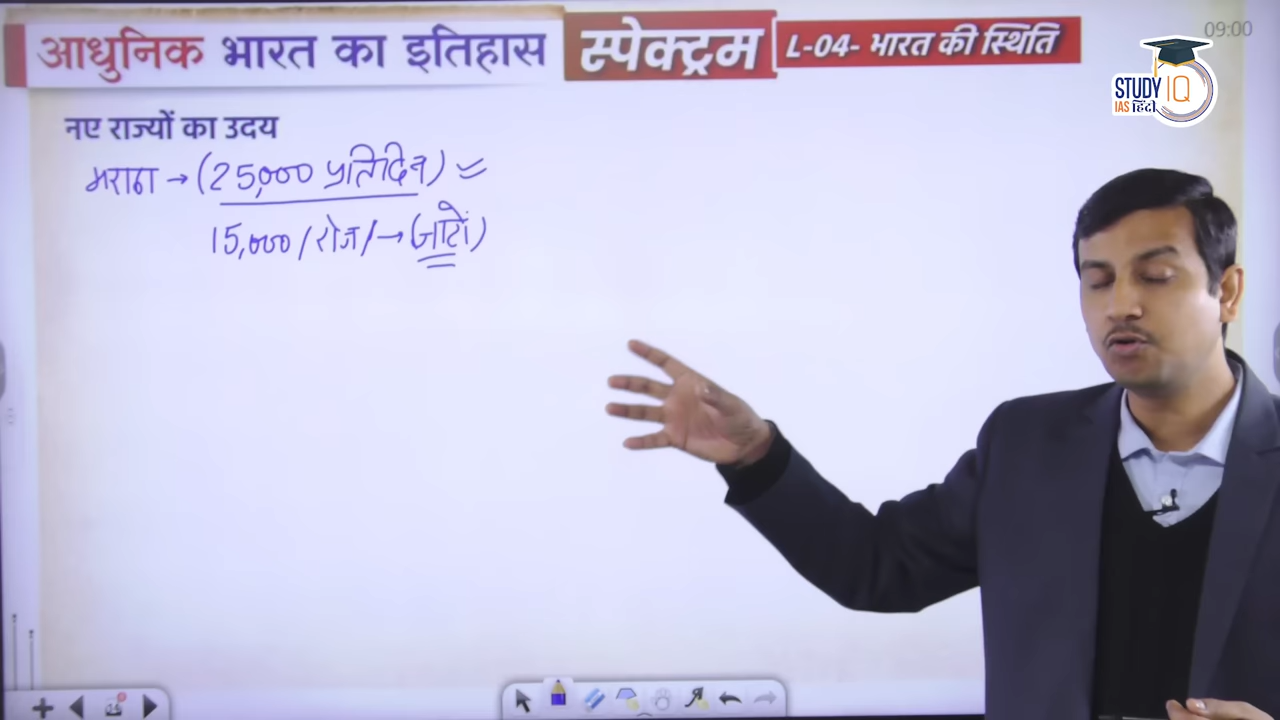 आधुनिक भारत का इतिहास स्पेक्ट्रम L-04- भारत की स्थिति
09:00
STUDY IQ
IAS हिंदी
नए राज्यों का उदय
मराठा → (25,000 प्रतिदिन)
15,000/रोज/→ (जाटों)